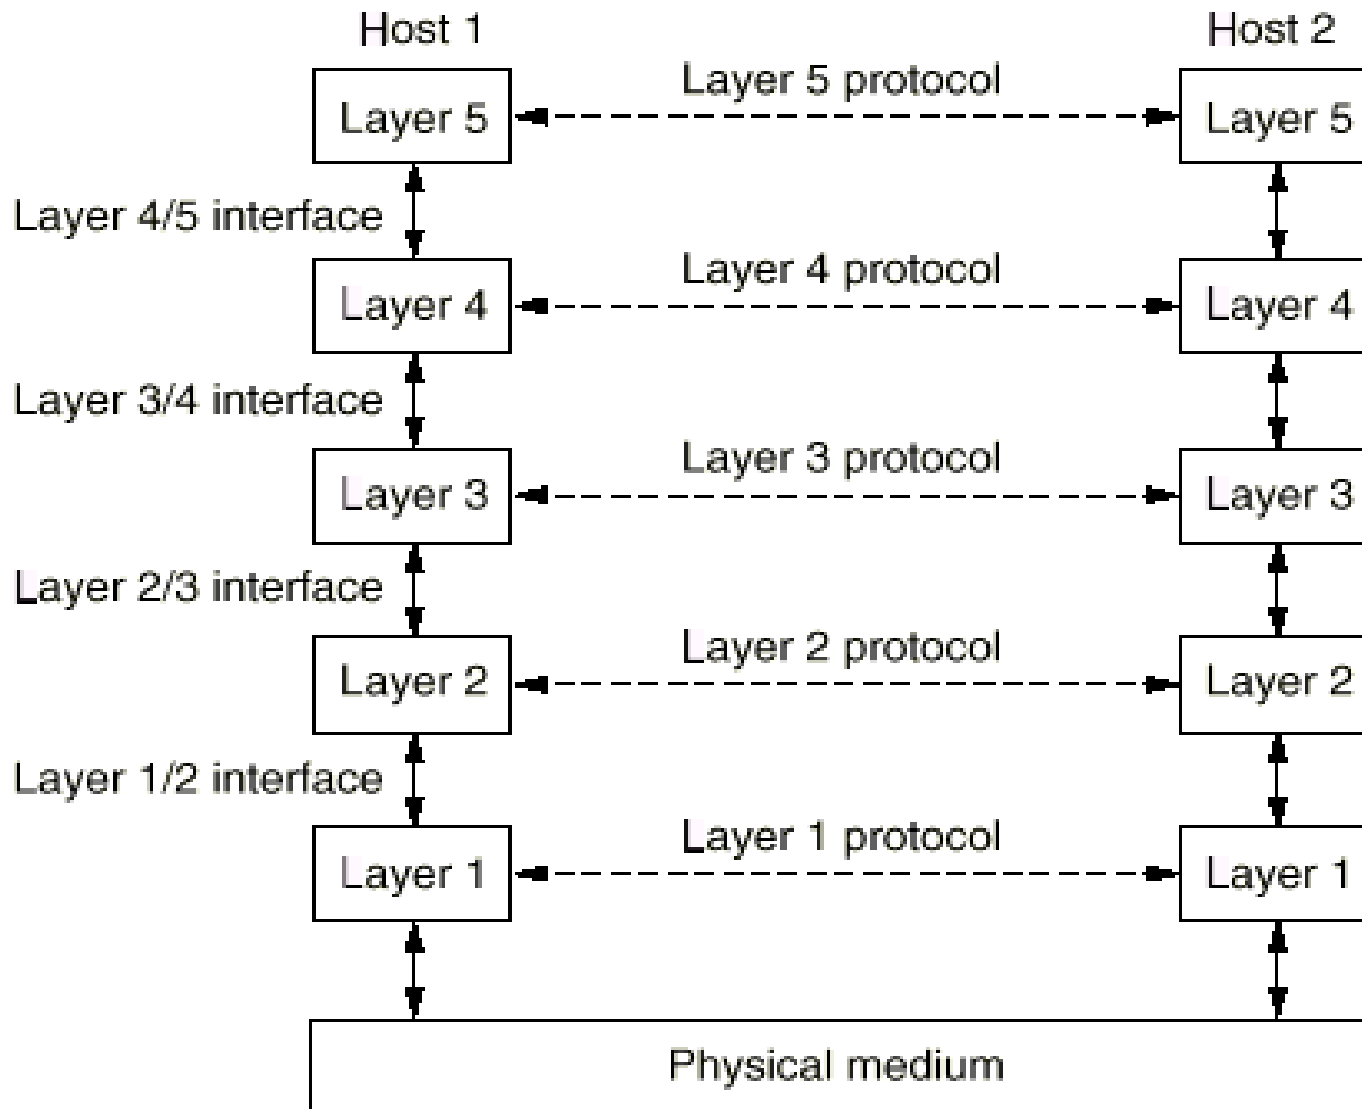 Host 1
Host 2
Layer 5 protocol
Layer 5
Layer 5
Layer 4/5 interface
Layer 4 protocol
Layer 4
Layer 4
Layer 3/4 interface
Layer 3 protocol
Layer 3
Layer 3
Layer 2/3 interface
Layer 2 protocol
Layer 2
Layer 2
Layer 1/2 interface
Layer 1 protocol
Layer 1
Layer 1
Physical medium